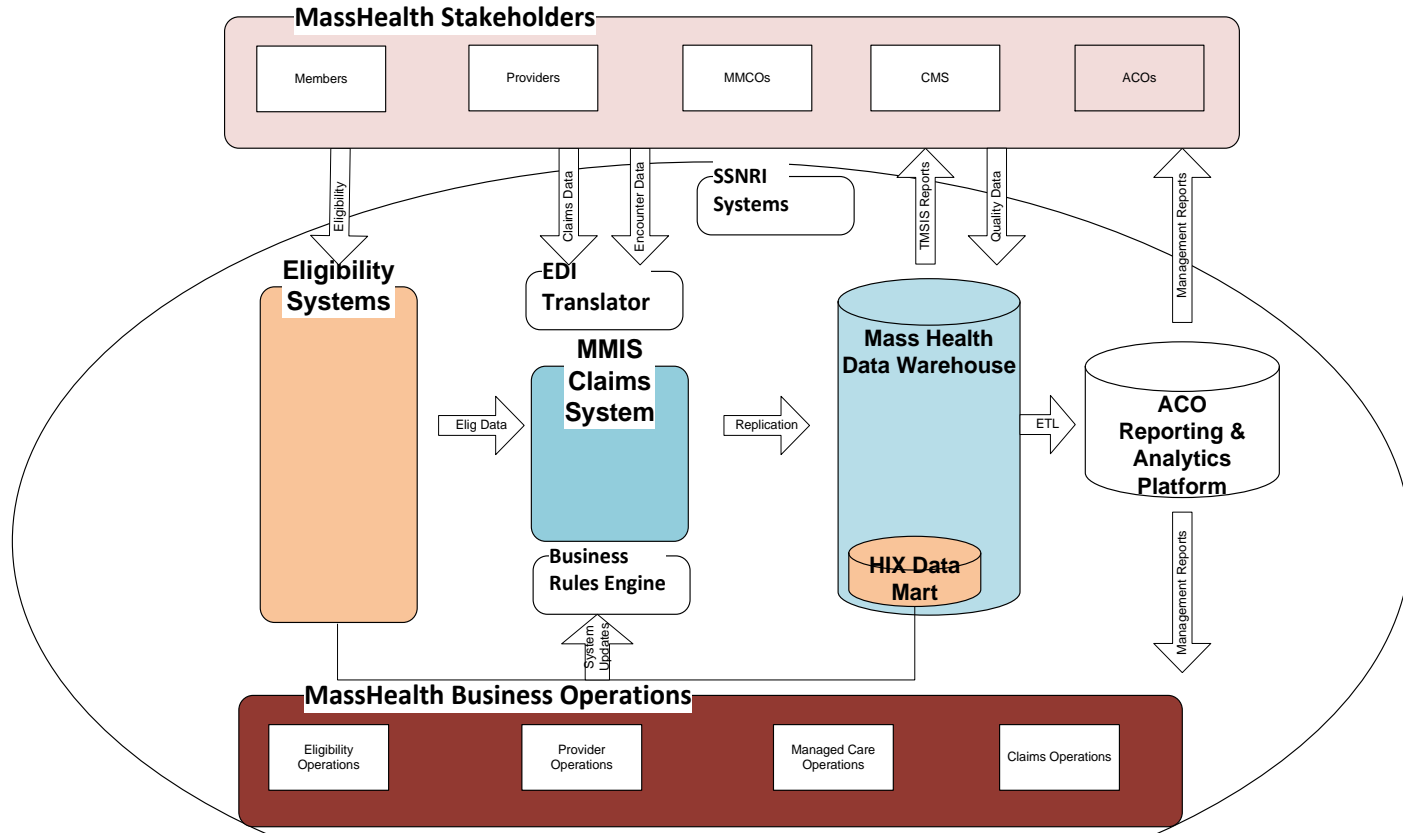 MassHealth Stakeholders
Members
Providers
MMCOs
CMS
ACOs
Eligibility
Claims Data
Encounter Data
SSNRI
Systems
TMSIS Reports
Quality Data
Management Reports
Eligibility
Systems
EDI
Translator
MMIS
Claims
System
Mass Health
Data Warehouse
ACO
Reporting &
Analytics
Platform
Elig Data
Replication
ETL
Business
Rules Engine
HIX Data
Mart
System
Updates
Management Reports
MassHealth Business Operations
Eligibility
Operations
Provider
Operations
Managed Care
Operations
Claims Operations